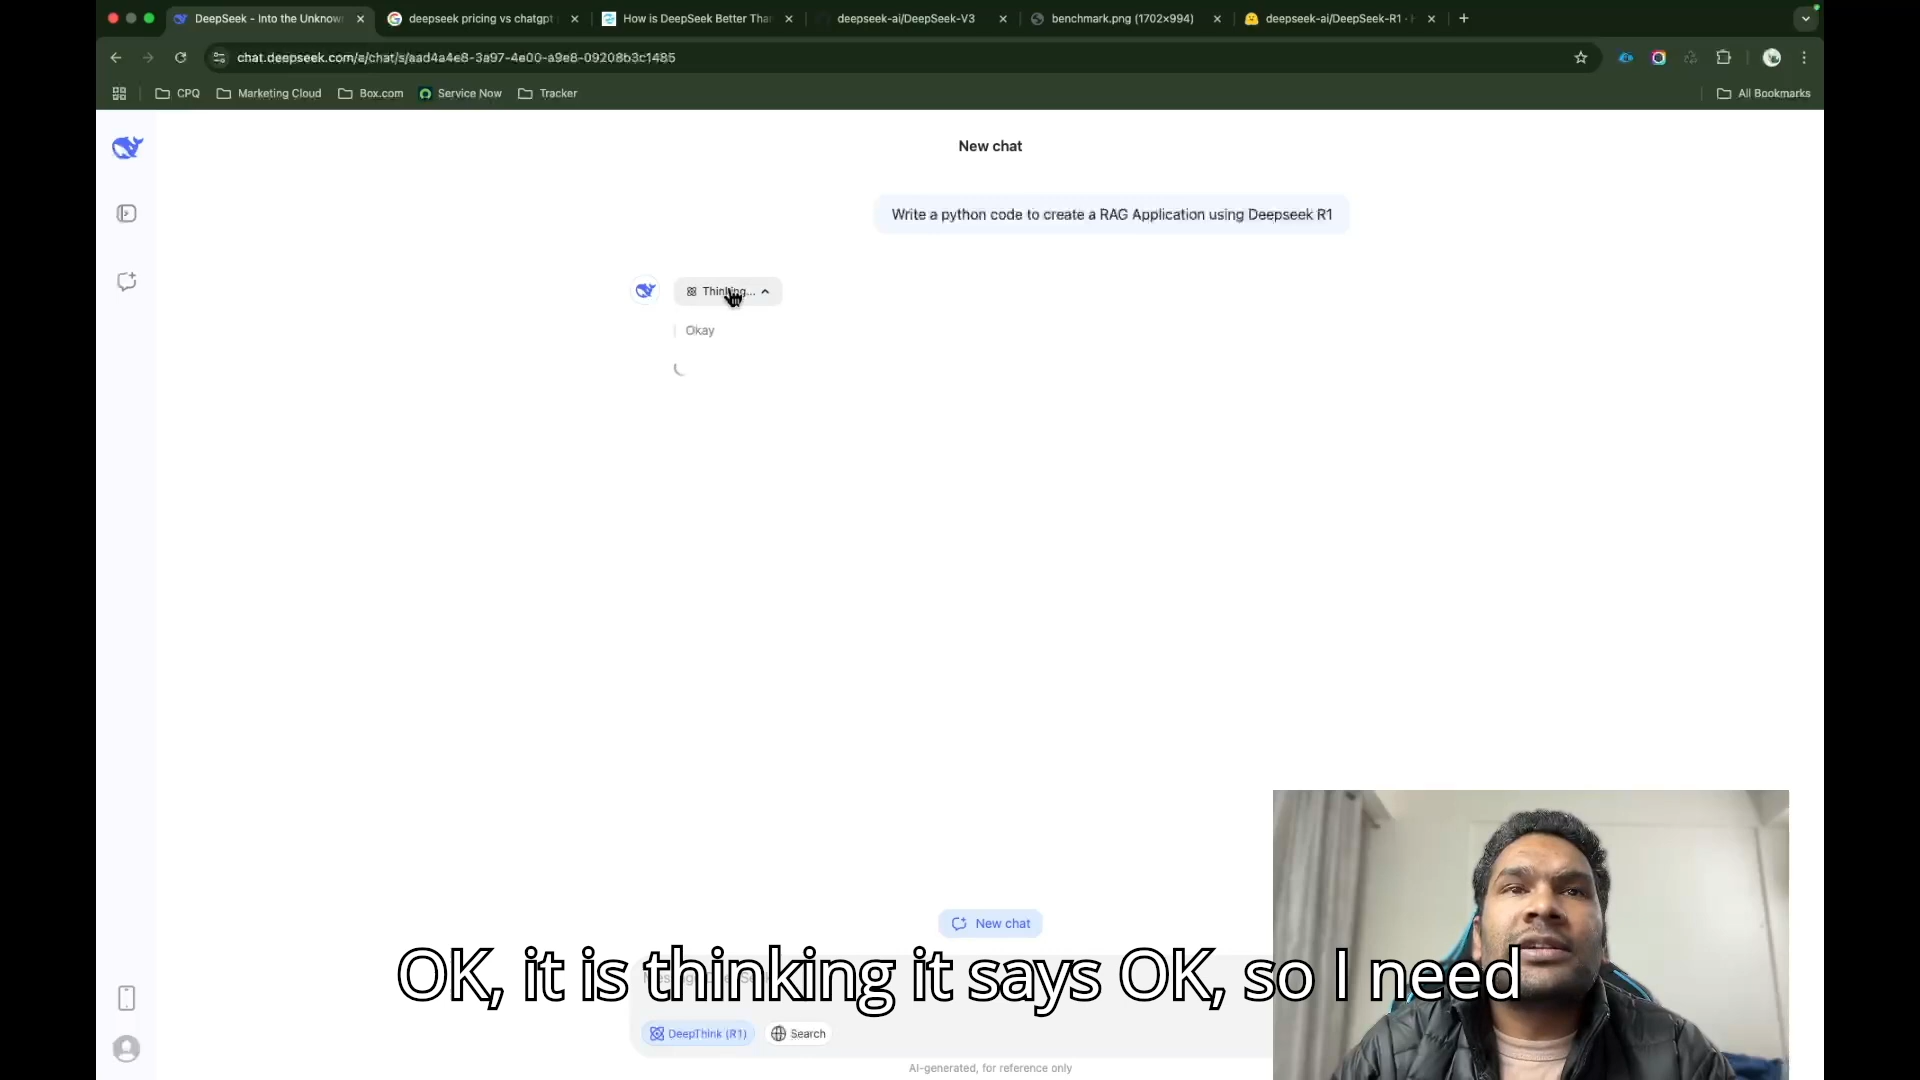 DeepSeek - Into the Unknown
deepseek pricing vs chatgpt
How is DeepSeek Better Tha
deepseek-ai/DeepSeek-V3
benchmark.png (1702×994)
deepseek-ai/DeepSeek-R1 ·
chat.deepseek.com/a/chat/s/aad4a4e8-3a97-4e00-a9e8-09208b3c1485
CPQ
Marketing Cloud
Box.com
Service Now
Tracker
All Bookmarks
New chat
Write a python code to create a RAG Application using Deepseek R1
Thinking...
Okay
New chat
OK, it is thinking it says OK, so I need
DeepThink (R1)
Search
AI-generated, for reference only